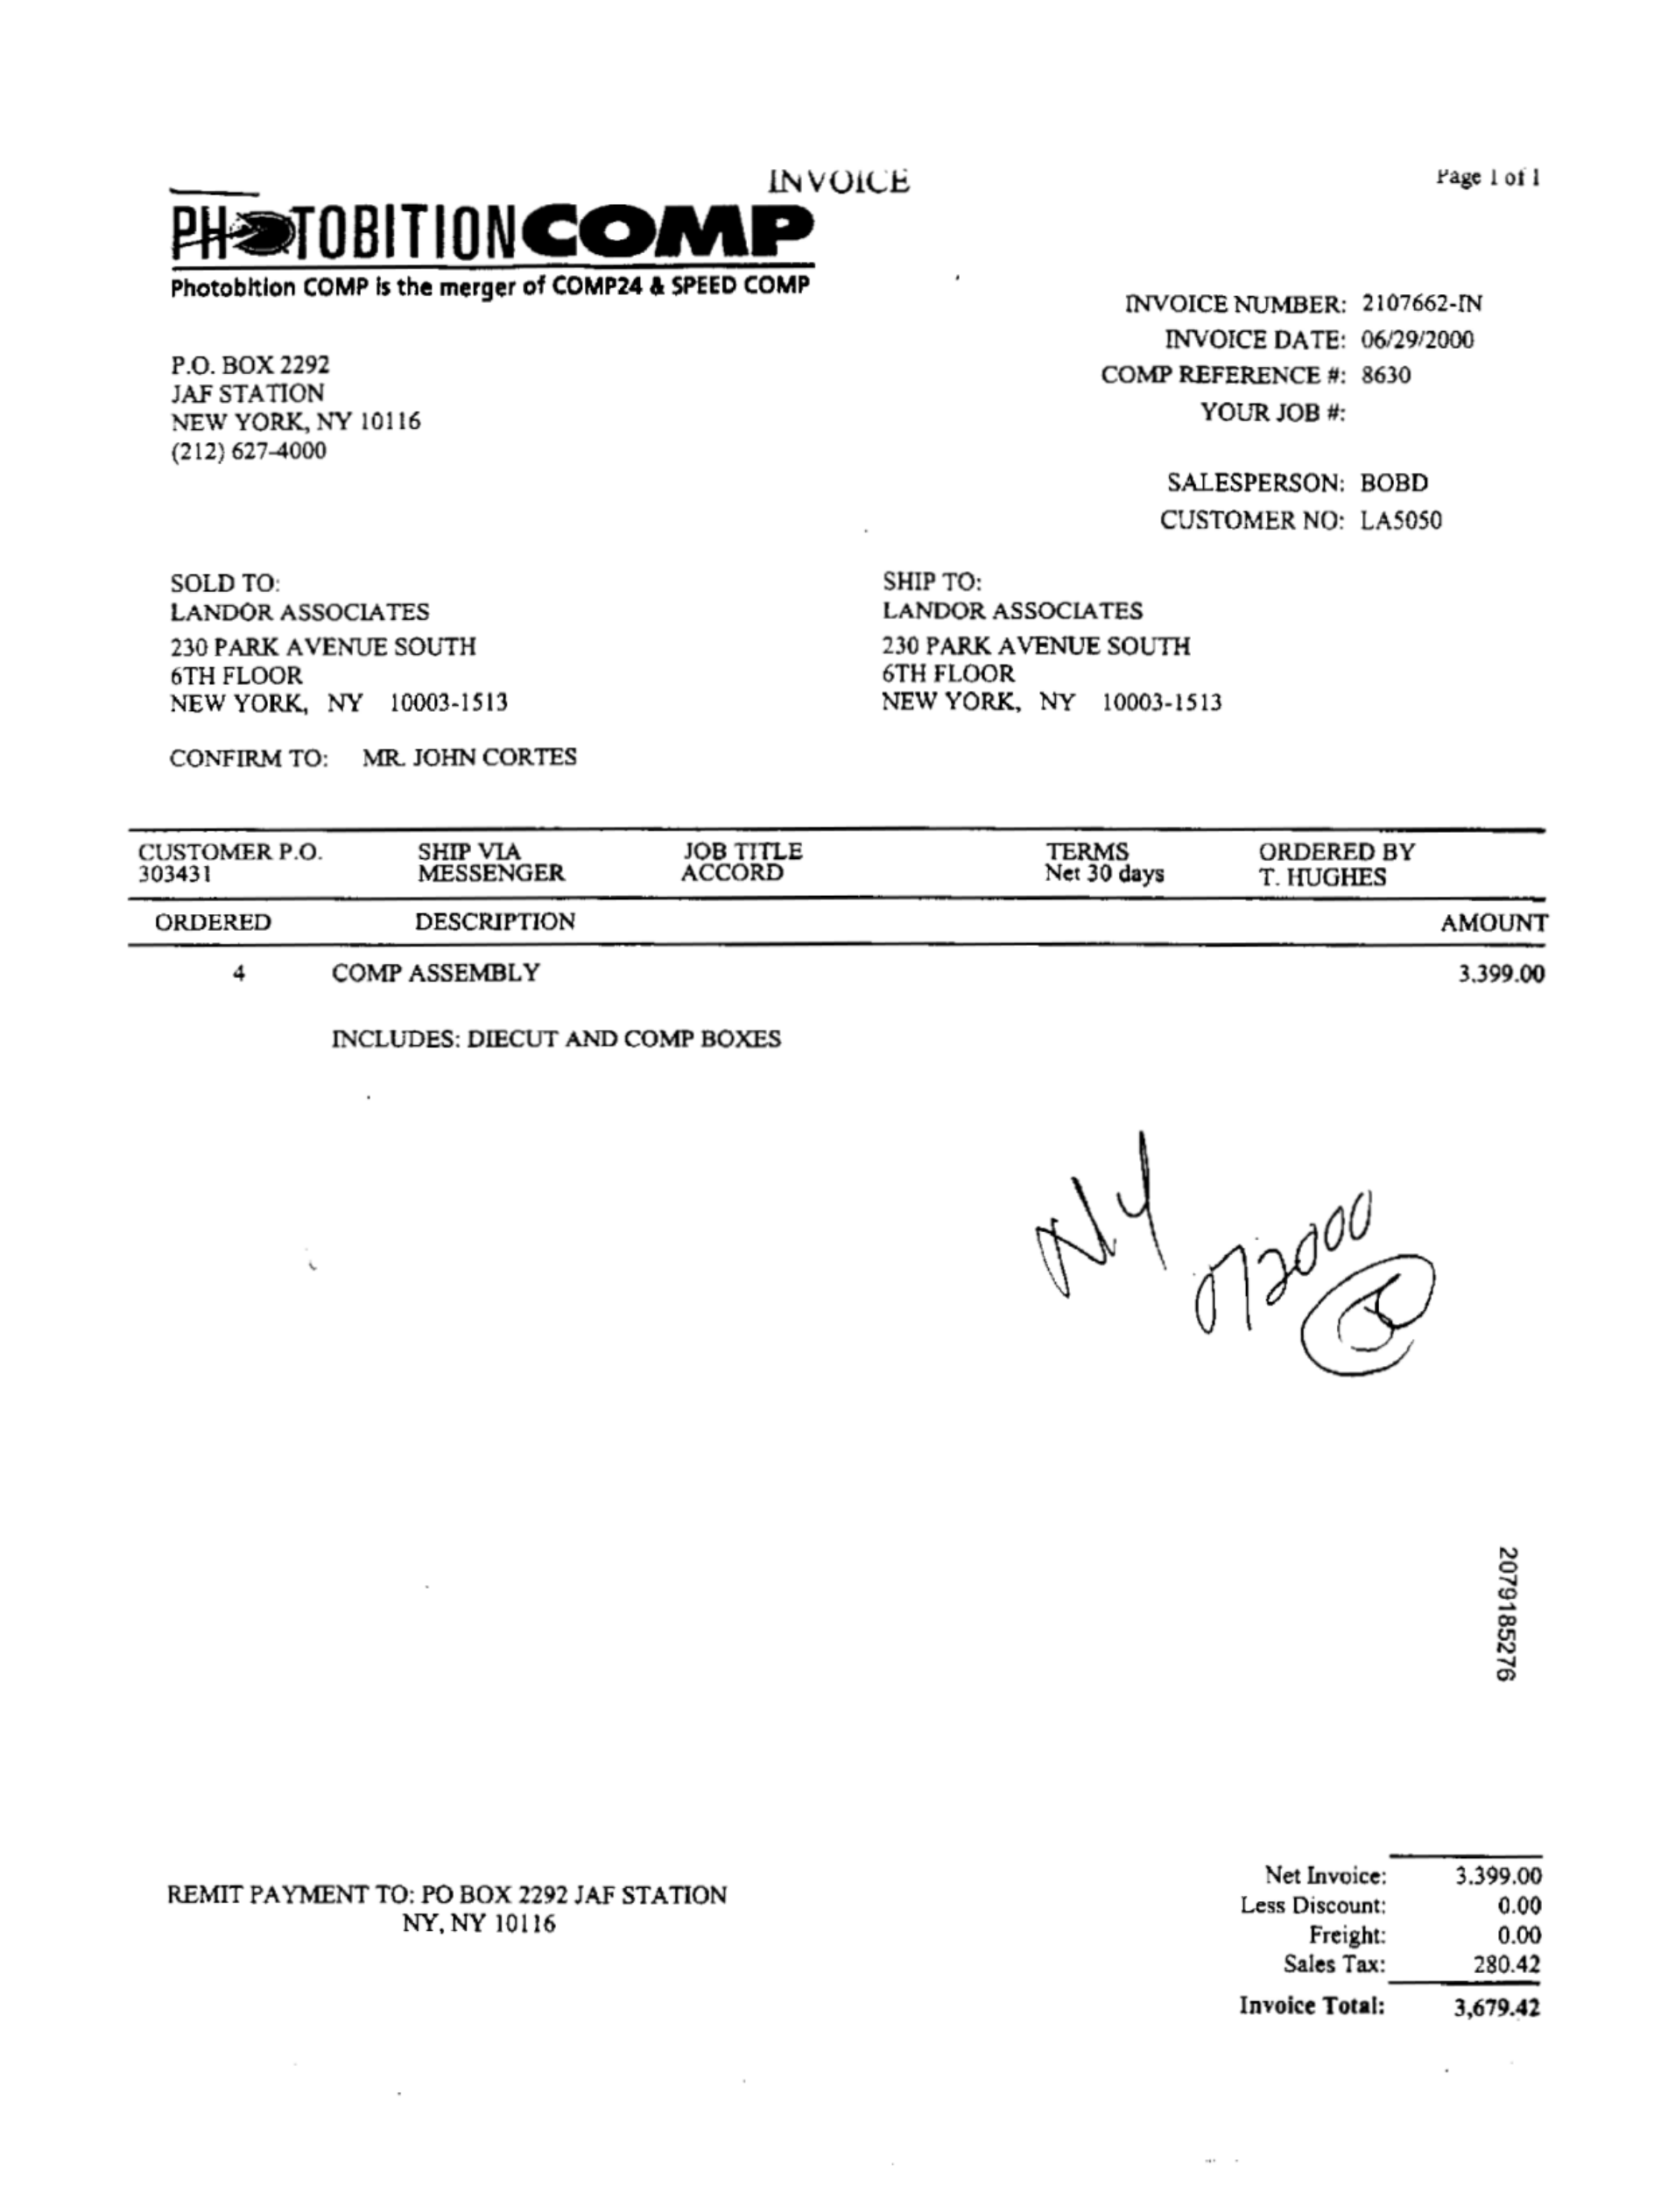 INVOICE
Page 1 of 1
PHOTOBITIONCOMP
Photobition COMP is the merger of COMP24 & SPEED COMP
INVOICE NUMBER: 2107662-IN
INVOICE DATE: 06/29/2000
COMP REFERENCE #: 8630
YOUR JOB #:
P.O. BOX 2292
JAF STATION
NEW YORK, NY 10116
(212) 627-4000
SALESPERSON: BOBD
CUSTOMER NO: LA5050
SOLD TO:
LANDOR ASSOCIATES
230 PARK AVENUE SOUTH
6TH FLOOR
NEW YORK, NY 10003-1513
SHIP TO:
LANDOR ASSOCIATES
230 PARK AVENUE SOUTH
6TH FLOOR
NEW YORK, NY 10003-1513
CONFIRM TO: MR. JOHN CORTES
CUSTOMER P.O. SHIP VIA JOB TITLE TERMS ORDERED BY
303431 MESSENGER ACCORD Net 30 days T. HUGHES
ORDERED DESCRIPTION AMOUNT
4 COMP ASSEMBLY 3,399.00
INCLUDES: DIECUT AND COMP BOXES
NY
072000
2079185276
REMIT PAYMENT TO: PO BOX 2292 JAF STATION
NY, NY 10116
Net Invoice: 3,399.00
Less Discount: 0.00
Freight: 0.00
Sales Tax: 280.42
Invoice Total: 3,679.42